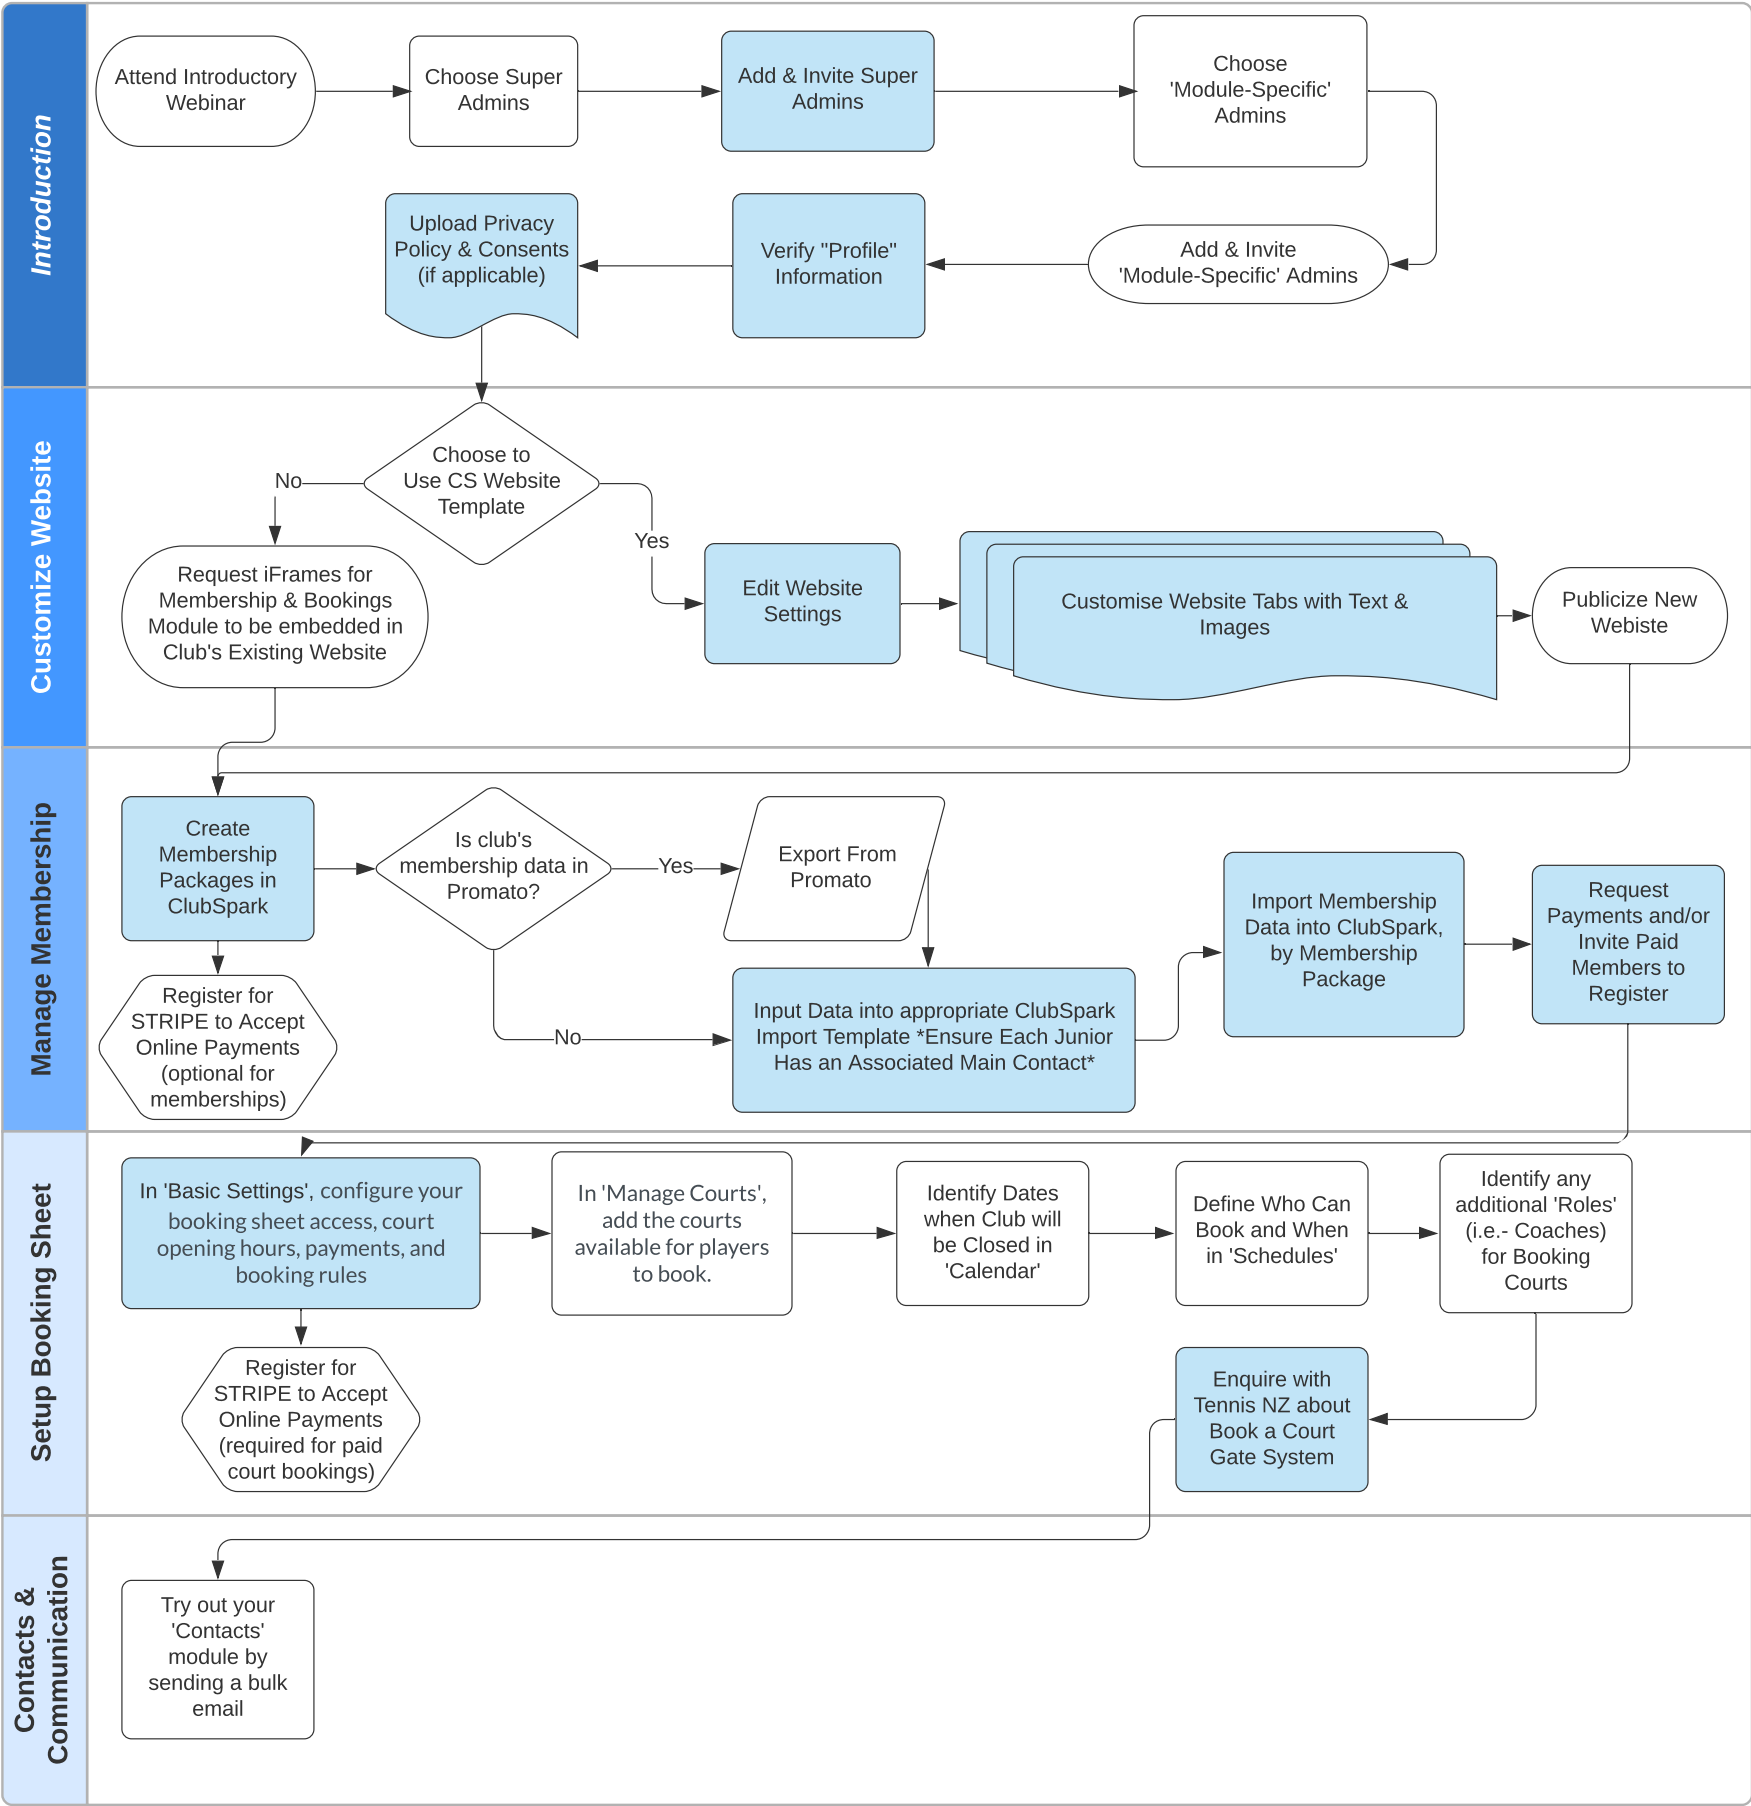 Introduction
Attend Introductory
Webinar
Choose Super
Admins
Add & Invite Super
Admins
Choose
'Module-Specific'
Admins
Add & Invite
'Module-Specific' Admins
Verify "Profile"
Information
Upload Privacy
Policy & Consents
(if applicable)
Customize Website
Choose to
Use CS Website
Template
No
Yes
Request iFrames for
Membership & Bookings
Module to be embedded in
Club's Existing Website
Edit Website
Settings
Customise Website Tabs with Text &
Images
Publicize New
Webiste
Manage Membership
Create
Membership
Packages in
ClubSpark
Is club's
membership data in
Promato?
Yes
Export From
Promato
No
Register for
STRIPE to Accept
Online Payments
(optional for
memberships)
Input Data into appropriate ClubSpark
Import Template *Ensure Each Junior
Has an Associated Main Contact*
Import Membership
Data into ClubSpark,
by Membership
Package
Request
Payments and/or
Invite Paid
Members to
Register
Setup Booking Sheet
In 'Basic Settings', configure your
booking sheet access, court
opening hours, payments, and
booking rules
In 'Manage Courts',
add the courts
available for players
to book.
Identify Dates
when Club will
be Closed in
'Calendar'
Define Who Can
Book and When
in 'Schedules'
Identify any
additional 'Roles'
(i.e.- Coaches)
for Booking
Courts
Register for
STRIPE to Accept
Online Payments
(required for paid
court bookings)
Enquire with
Tennis NZ about
Book a Court
Gate System
Contacts &
Communication
Try out your
'Contacts'
module by
sending a bulk
email